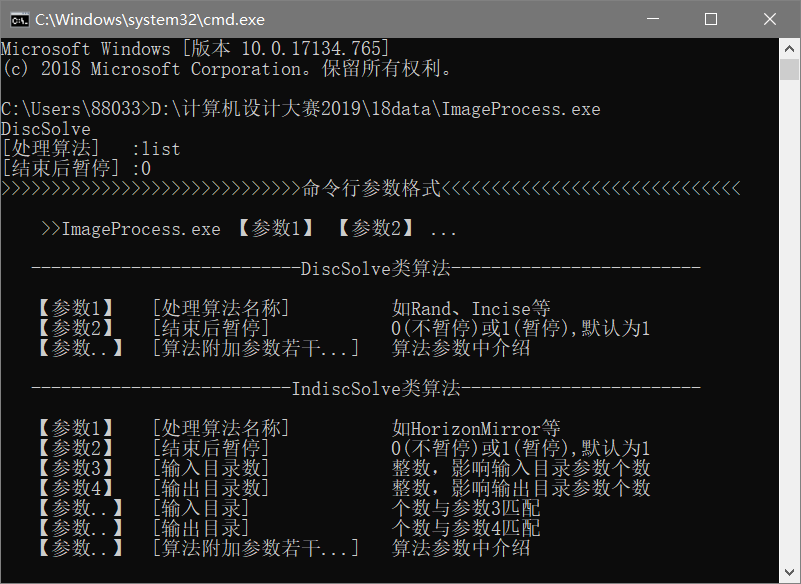 C:\Windows\system32\cmd.exe
Microsoft Windows [版本 10.0.17134.765]
(c) 2018 Microsoft Corporation。保留所有权利。
C:\Users\88033>D:\计算机设计大赛2019\18data\ImageProcess.exe
DiscSolve
[处理算法]   :list
[结束后暂停] :0
>>>>>>>>>>>>>>>>>>>>>>>>>>>>>>命令行参数格式<<<<<<<<<<<<<<<<<<<<<<<<<<<<<<
>>ImageProcess.exe 【参数1】 【参数2】 ...
---------------------------DiscSolve类算法-------------------------
【参数1】   [处理算法名称]          如Rand、Incise等
【参数2】   [结束后暂停]            0(不暂停)或1(暂停),默认为1
【参数..】  [算法附加参数若干...]   算法参数中介绍
--------------------------IndiscSolve类算法------------------------
【参数1】   [处理算法名称]          如HorizonMirror等
【参数2】   [结束后暂停]            0(不暂停)或1(暂停),默认为1
【参数3】   [输入目录数]            整数，影响输入目录参数个数
【参数4】   [输出目录数]            整数，影响输出目录参数个数
【参数..】  [输入目录]              个数与参数3匹配
【参数..】  [输出目录]              个数与参数4匹配
【参数..】  [算法附加参数若干...]   算法参数中介绍